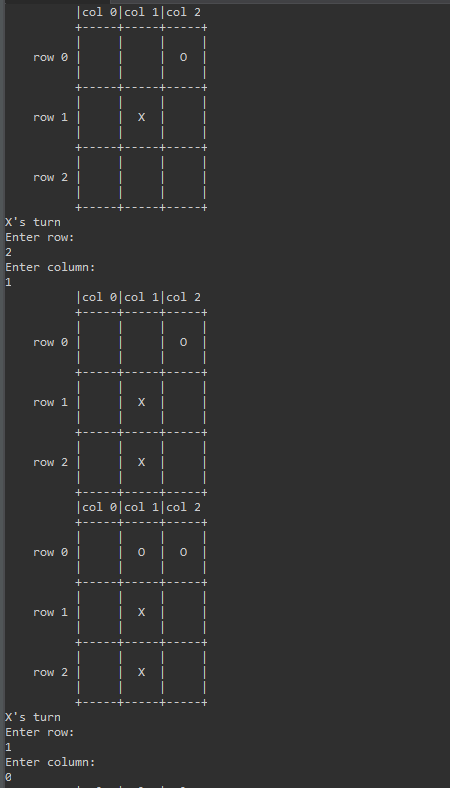 |col 0|col 1|col 2
          +-----+-----+-----+
          |     |     |     |
    row 0 |     |     |  O  |
          |     |     |     |
          +-----+-----+-----+
          |     |     |     |
    row 1 |     |  X  |     |
          |     |     |     |
          +-----+-----+-----+
          |     |     |     |
    row 2 |     |     |     |
          |     |     |     |
          +-----+-----+-----+
X's turn
Enter row:
2
Enter column:
1
          |col 0|col 1|col 2
          +-----+-----+-----+
          |     |     |     |
    row 0 |     |     |  O  |
          |     |     |     |
          +-----+-----+-----+
          |     |     |     |
    row 1 |     |  X  |     |
          |     |     |     |
          +-----+-----+-----+
          |     |     |     |
    row 2 |     |  X  |     |
          |     |     |     |
          +-----+-----+-----+
          |col 0|col 1|col 2
          +-----+-----+-----+
          |     |     |     |
    row 0 |     |  O  |  O  |
          |     |     |     |
          +-----+-----+-----+
          |     |     |     |
    row 1 |     |  X  |     |
          |     |     |     |
          +-----+-----+-----+
          |     |     |     |
    row 2 |     |  X  |     |
          |     |     |     |
          +-----+-----+-----+
X's turn
Enter row:
1
Enter column:
0